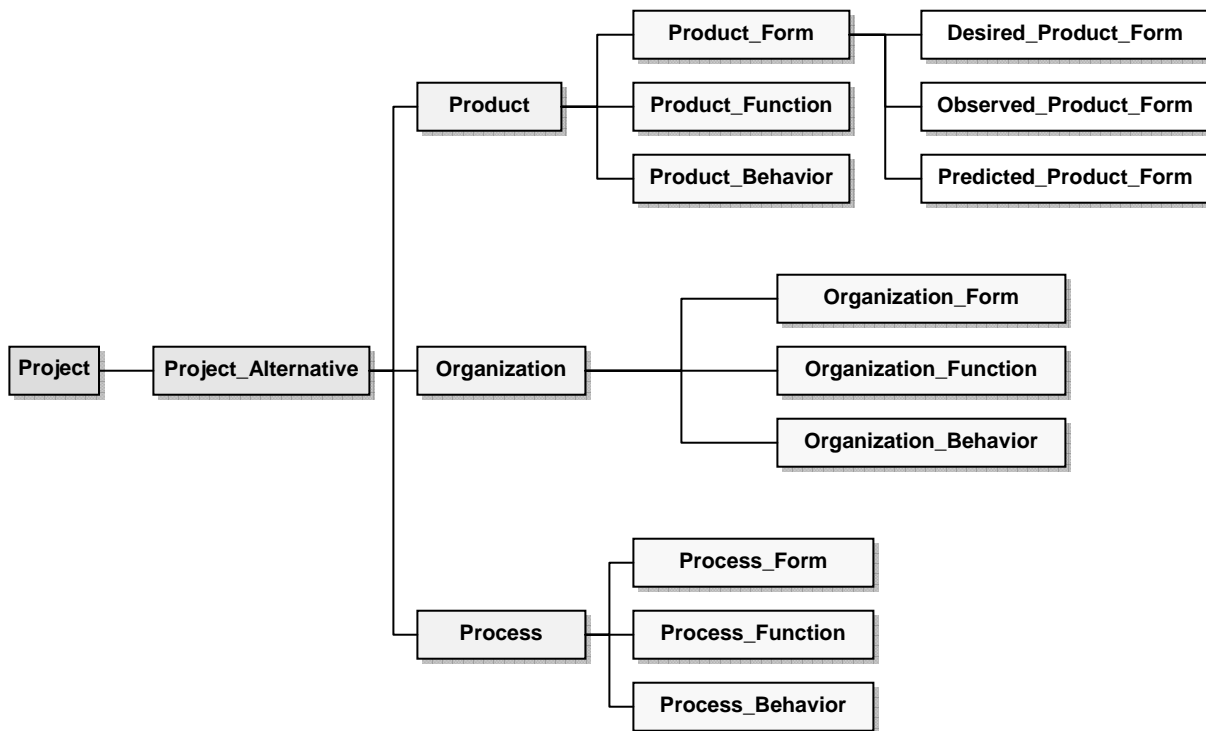 Product_Form
Desired_Product_Form
Product
Product_Function
Observed_Product_Form
Product_Behavior
Predicted_Product_Form
Organization_Form
Project
Project_Alternative
Organization
Organization_Function
Organization_Behavior
Process_Form
Process
Process_Function
Process_Behavior